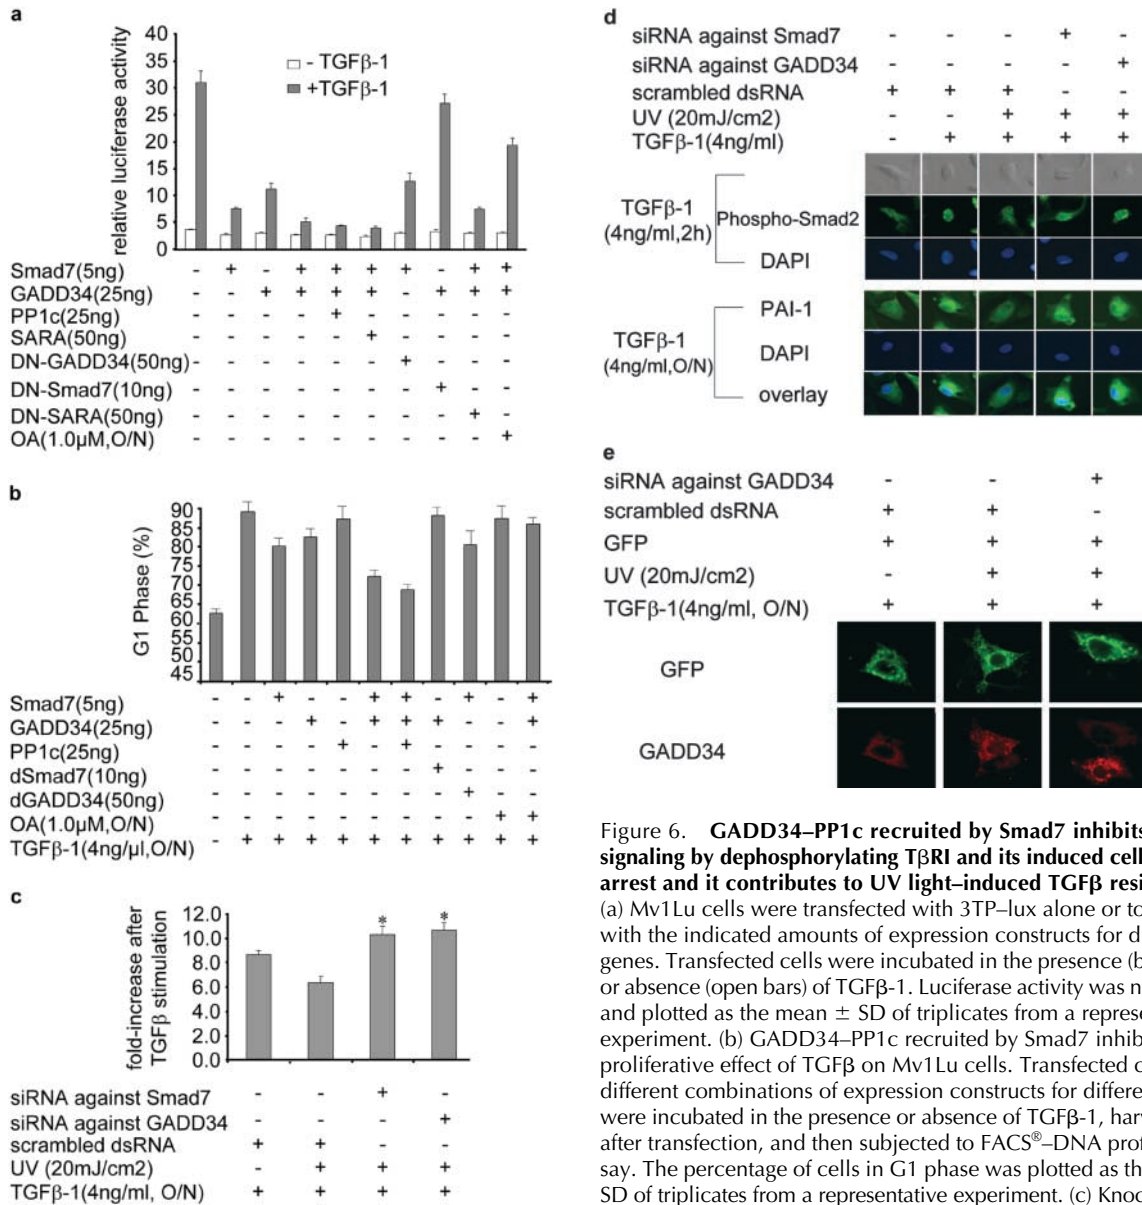 a
relative luciferase activity
40
35
30
25
20
15
10
5
0
- TGFβ-1
+TGFβ-1
Smad7(5ng) - + - + + + + - + +
GADD34(25ng) - - + + + + - + + +
PP1c(25ng) - - - - + - - - - -
SARA(50ng) - - - - - + - - - -
DN-GADD34(50ng) - - - - - - + - - -
DN-Smad7(10ng) - - - - - - - + - -
DN-SARA(50ng) - - - - - - - - + -
OA(1.0μM,O/N) - - - - - - - - - +
b
G1 Phase (%)
90
85
80
75
70
65
60
55
50
45
Smad7(5ng) - - + - - + + - + - +
GADD34(25ng) - - - + - + + + - - +
PP1c(25ng) - - - - + - + - - - -
dSmad7(10ng) - - - - - - - + - - -
dGADD34(50ng) - - - - - - - - + - -
OA(1.0μM,O/N) - - - - - - - - - + +
TGFβ-1(4ng/μl,O/N) - + + + + + + + + + +
c
fold-increase after
TGFβ stimulation
12.0
10.0
8.0
6.0
4.0
2.0
0.0
* *
siRNA against Smad7 - - + -
siRNA against GADD34 - - - +
scrambled dsRNA + + - -
UV (20mJ/cm2) - + + +
TGFβ-1(4ng/ml, O/N) + + + +
d
siRNA against Smad7 - - - + -
siRNA against GADD34 - - - - +
scrambled dsRNA + + + - -
UV (20mJ/cm2) - - + + +
TGFβ-1(4ng/ml) - + + + +
TGFβ-1
(4ng/ml,2h)
Phospho-Smad2
DAPI
TGFβ-1
(4ng/ml,O/N)
PAI-1
DAPI
overlay
e
siRNA against GADD34 - - +
scrambled dsRNA + + -
GFP + + +
UV (20mJ/cm2) - + +
TGFβ-1(4ng/ml, O/N) + + +
GFP
GADD34
Figure 6. GADD34–PP1c recruited by Smad7 inhibits
signaling by dephosphorylating TβRI and its induced cell
arrest and it contributes to UV light–induced TGFβ resi
(a) Mv1Lu cells were transfected with 3TP–lux alone or to
with the indicated amounts of expression constructs for d
genes. Transfected cells were incubated in the presence (b
or absence (open bars) of TGFβ-1. Luciferase activity was n
and plotted as the mean ± SD of triplicates from a represe
experiment. (b) GADD34–PP1c recruited by Smad7 inhib
proliferative effect of TGFβ on Mv1Lu cells. Transfected c
different combinations of expression constructs for differe
were incubated in the presence or absence of TGFβ-1, harv
after transfection, and then subjected to FACS®–DNA prof
say. The percentage of cells in G1 phase was plotted as th
SD of triplicates from a representative experiment. (c) Knoc